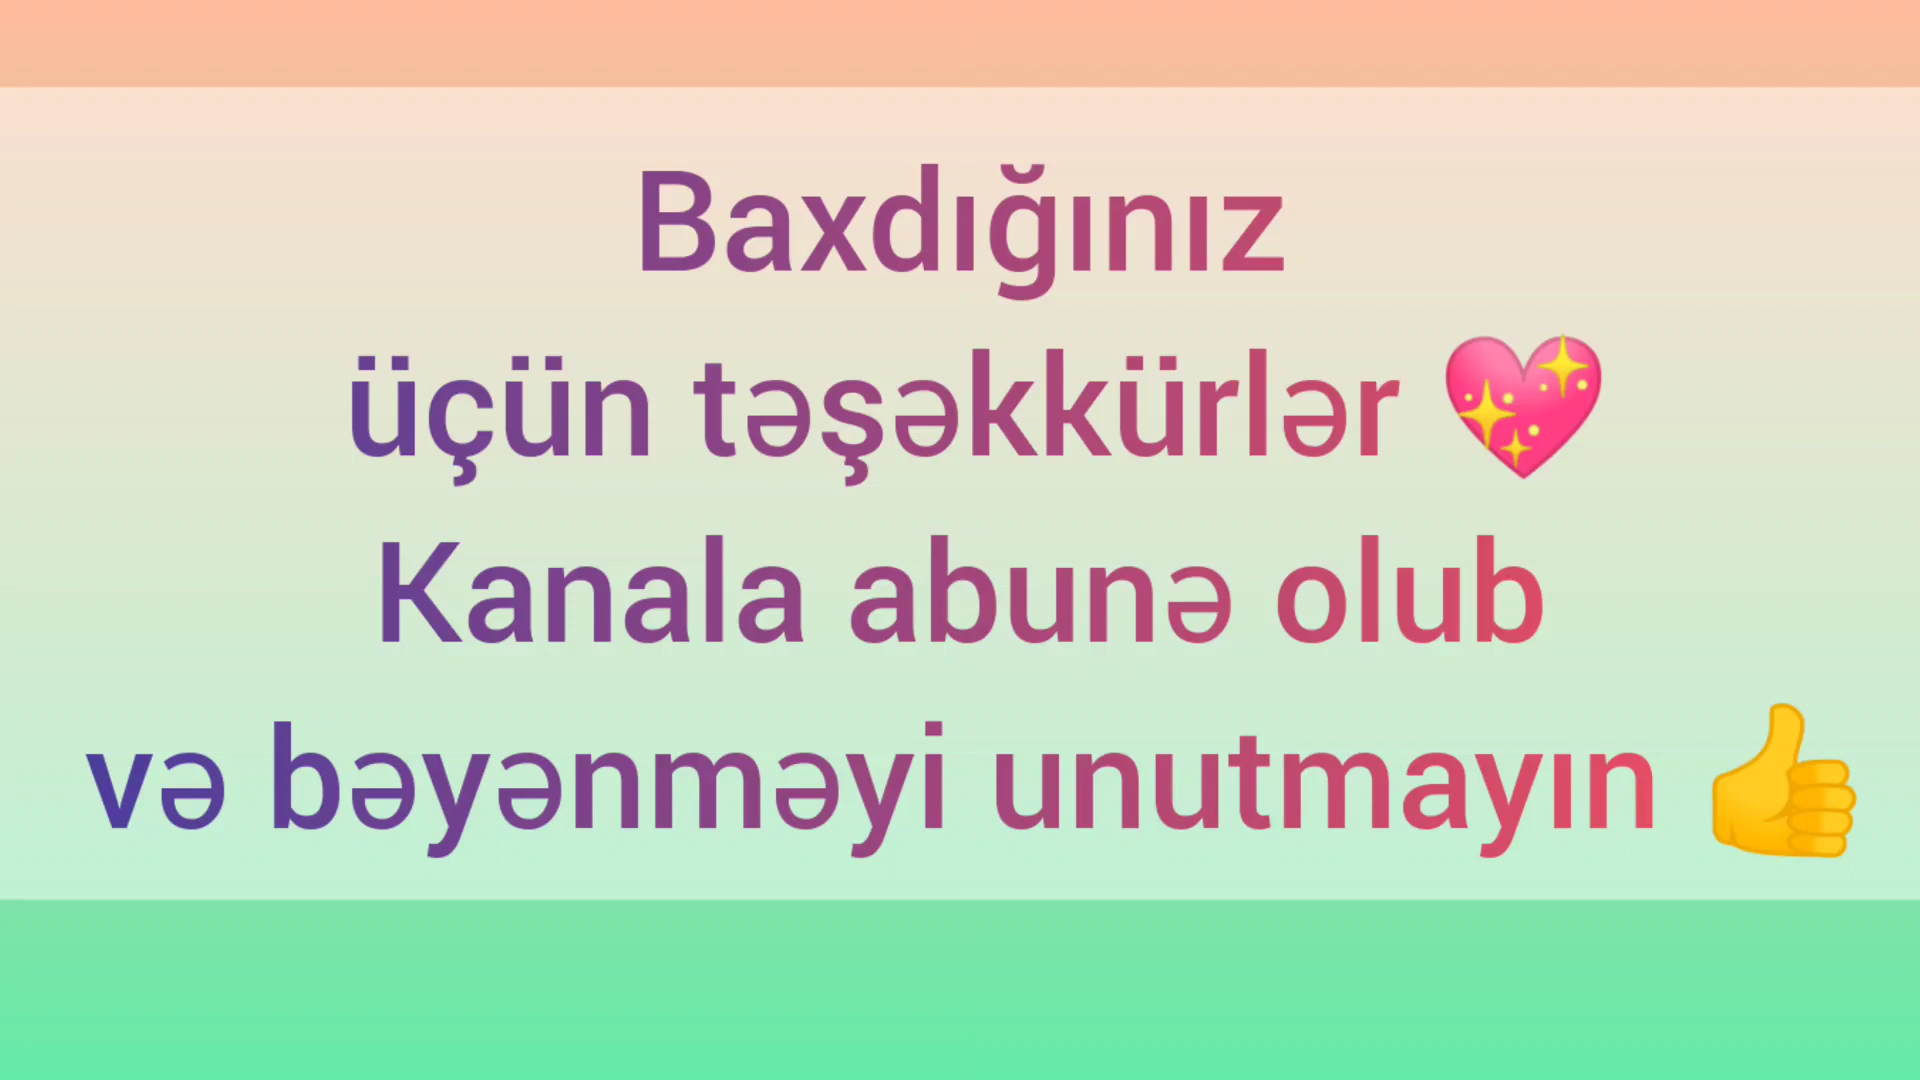 Baxdığınız
üçün təşəkkürlər 💖
Kanala abunə olub
və bəyənməyi unutmayın 👍